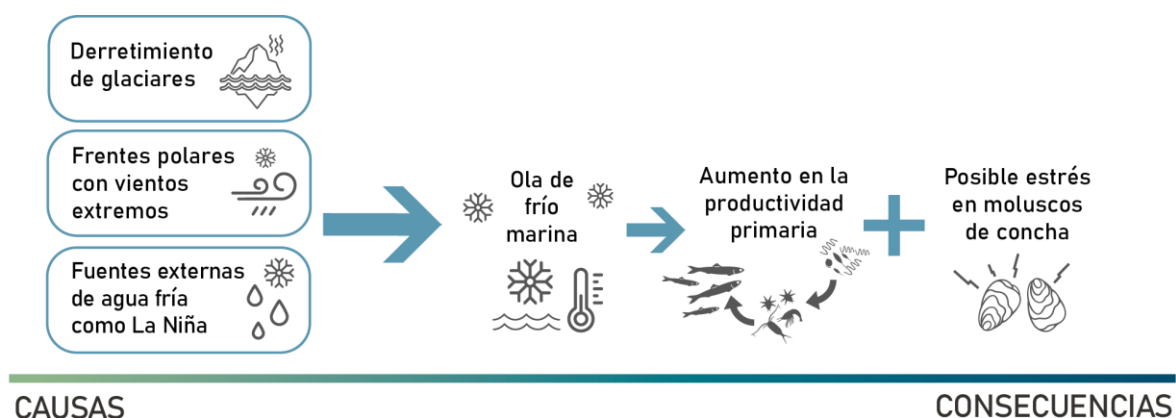 Derretimiento
de glaciares
Frentes polares
con vientos
extremos
Fuentes externas
de agua fría
como La Niña
Ola de
frío
marina
Aumento en la
productividad
primaria
Posible estrés
en moluscos
de concha
CAUSAS
CONSECUENCIAS